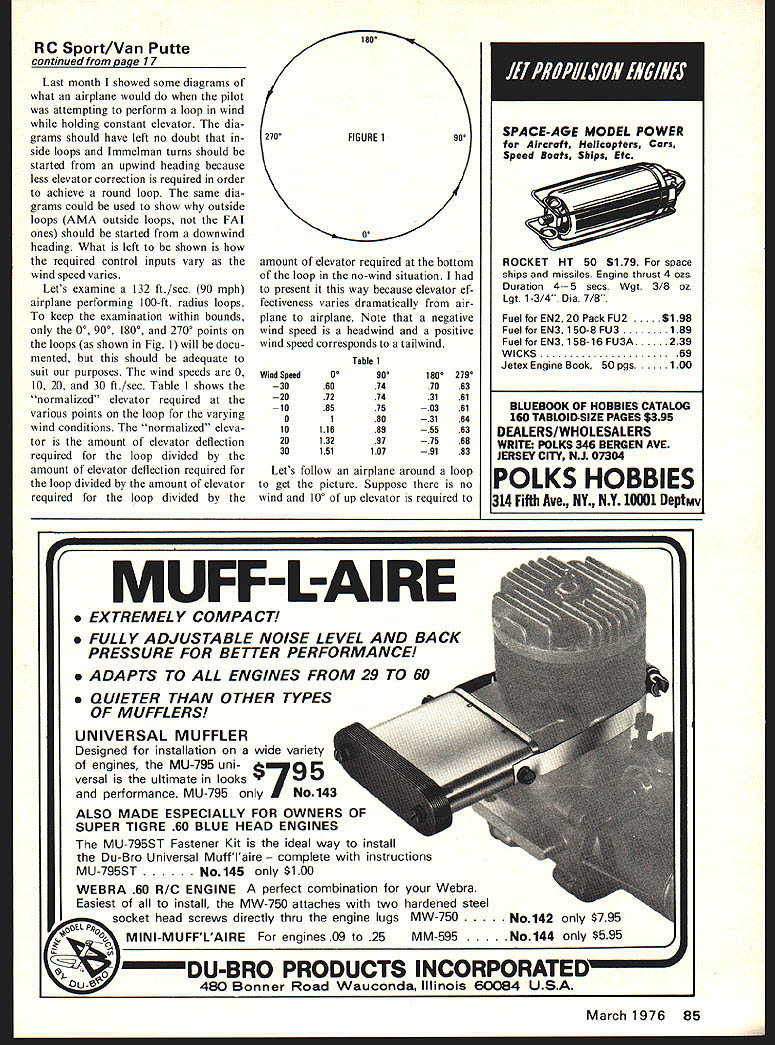 RC Sport/Van Putte
continued from page 17
Last month I showed some diagrams of
what an airplane would do when the pilot
was attempting to perform a loop in wind
while holding constant elevator. The dia-
grams should have left no doubt that in-
side loops and Immelman turns should be
started from an upwind heading because
less elevator correction is required in order
to achieve a round loop. The same dia-
grams could be used to show why outside
loops (AMA outside loops, not the FAI
ones) should be started from a downwind
heading. What is left to be shown is how
the required control inputs vary as the
wind speed varies.
Let's examine a 132 ft./sec. (90 mph)
airplane performing 100-ft. radius loops.
To keep the examination within bounds,
only the 0°, 90°, 180°, and 270° points on
the loops (as shown in Fig. 1) will be docu-
mented, but this should be adequate to
suit our purposes. The wind speeds are 0,
10, 20, and 30 ft./sec. Table 1 shows the
"normalized" elevator required at the
various points on the loop for the varying
wind conditions. The "normalized" eleva-
tor is the amount of elevator deflection
required for the loop divided by the
amount of elevator deflection required for
the loop divided by the amount of elevator
required for the loop divided by the
180°
270°
FIGURE 1
90°
0°
amount of elevator required at the bottom
of the loop in the no-wind situation. I had
to present it this way because elevator ef-
fectiveness varies dramatically from air-
plane to airplane. Note that a negative
wind speed is a headwind and a positive
wind speed corresponds to a tailwind.
Table 1
Wind Speed 0° 90° 180° 279°
−30 .60 .74 .70 .63
−20 .72 .74 .31 .61
−10 .85 .75 −.03 .61
0 1 .80 −.31 .64
10 1.16 .89 −.55 .63
20 1.32 .97 −.75 .68
30 1.51 1.07 −.91 .83
Let's follow an airplane around a loop
to get the picture. Suppose there is no
wind and 10° of up elevator is required to
JET PROPULSION ENGINES
SPACE-AGE MODEL POWER
for Aircraft, Helicopters, Cars,
Speed Boats, Ships, Etc.
ROCKET HT 50 $1.79. For space
ships and missiles. Engine thrust 4 ozs.
Duration 4—5 secs. Wgt. 3/8 oz.
Lgt. 1-3/4". Dia. 7/8".
Fuel for EN2, 20 Pack FU2 ..... $1.98
Fuel for EN3, 150-8 FU3 ....... 1.89
Fuel for EN3, 158-16 FU3A ..... 2.39
WICKS .................... .69
Jetex Engine Book, 50 pgs. ...... 1.00
BLUEBOOK OF HOBBIES CATALOG
160 TABLOID-SIZE PAGES $3.95
DEALERS/WHOLESALERS
WRITE: POLKS 346 BERGEN AVE.
JERSEY CITY, N.J. 07304
POLKS HOBBIES
314 Fifth Ave., NY., N.Y. 10001 Dept MV
MUFF-L-AIRE
• EXTREMELY COMPACT!
• FULLY ADJUSTABLE NOISE LEVEL AND BACK
PRESSURE FOR BETTER PERFORMANCE!
• ADAPTS TO ALL ENGINES FROM 29 TO 60
• QUIETER THAN OTHER TYPES
OF MUFFLERS!
UNIVERSAL MUFFLER
Designed for installation on a wide variety
of engines, the MU-795 uni-
versal is the ultimate in looks
and performance. MU-795 only
$7 95
No.143
ALSO MADE ESPECIALLY FOR OWNERS OF
SUPER TIGRE .60 BLUE HEAD ENGINES
The MU-795ST Fastener Kit is the ideal way to install
the Du-Bro Universal Muff'l'aire – complete with instructions
MU-795ST ...... No.145 only $1.00
WEBRA .60 R/C ENGINE A perfect combination for your Webra.
Easiest of all to install, the MW-750 attaches with two hardened steel
socket head screws directly thru the engine lugs MW-750 ..... No.142 only $7.95
MINI-MUFF'L'AIRE For engines .09 to .25 MM-595 ..... No.144 only $5.95
FINE MODEL PRODUCTS
BY DU-BRO
DU-BRO PRODUCTS INCORPORATED
480 Bonner Road Wauconda, Illinois 60084 U.S.A.
March 1976 85